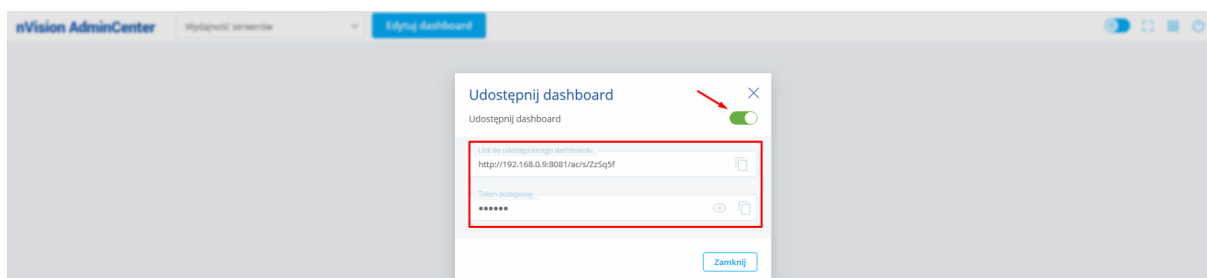 nVision AdminCenter
Wydajność serwerów
Edytuj dashboard
Udostępnij dashboard
Udostępnij dashboard
Link do udostępnionego dashboardu
http://192.168.0.9:8081/ac/s/ZzSq5f
Token dostępowy
••••••
Zamknij